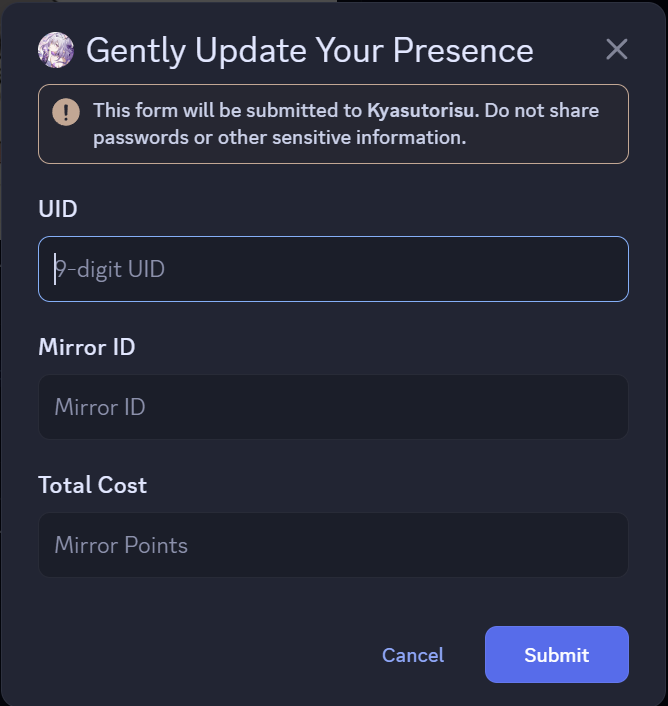 Gently Update Your Presence
This form will be submitted to Kyasutorisu. Do not share
passwords or other sensitive information.
UID
9-digit UID
Mirror ID
Mirror ID
Total Cost
Mirror Points
Cancel
Submit